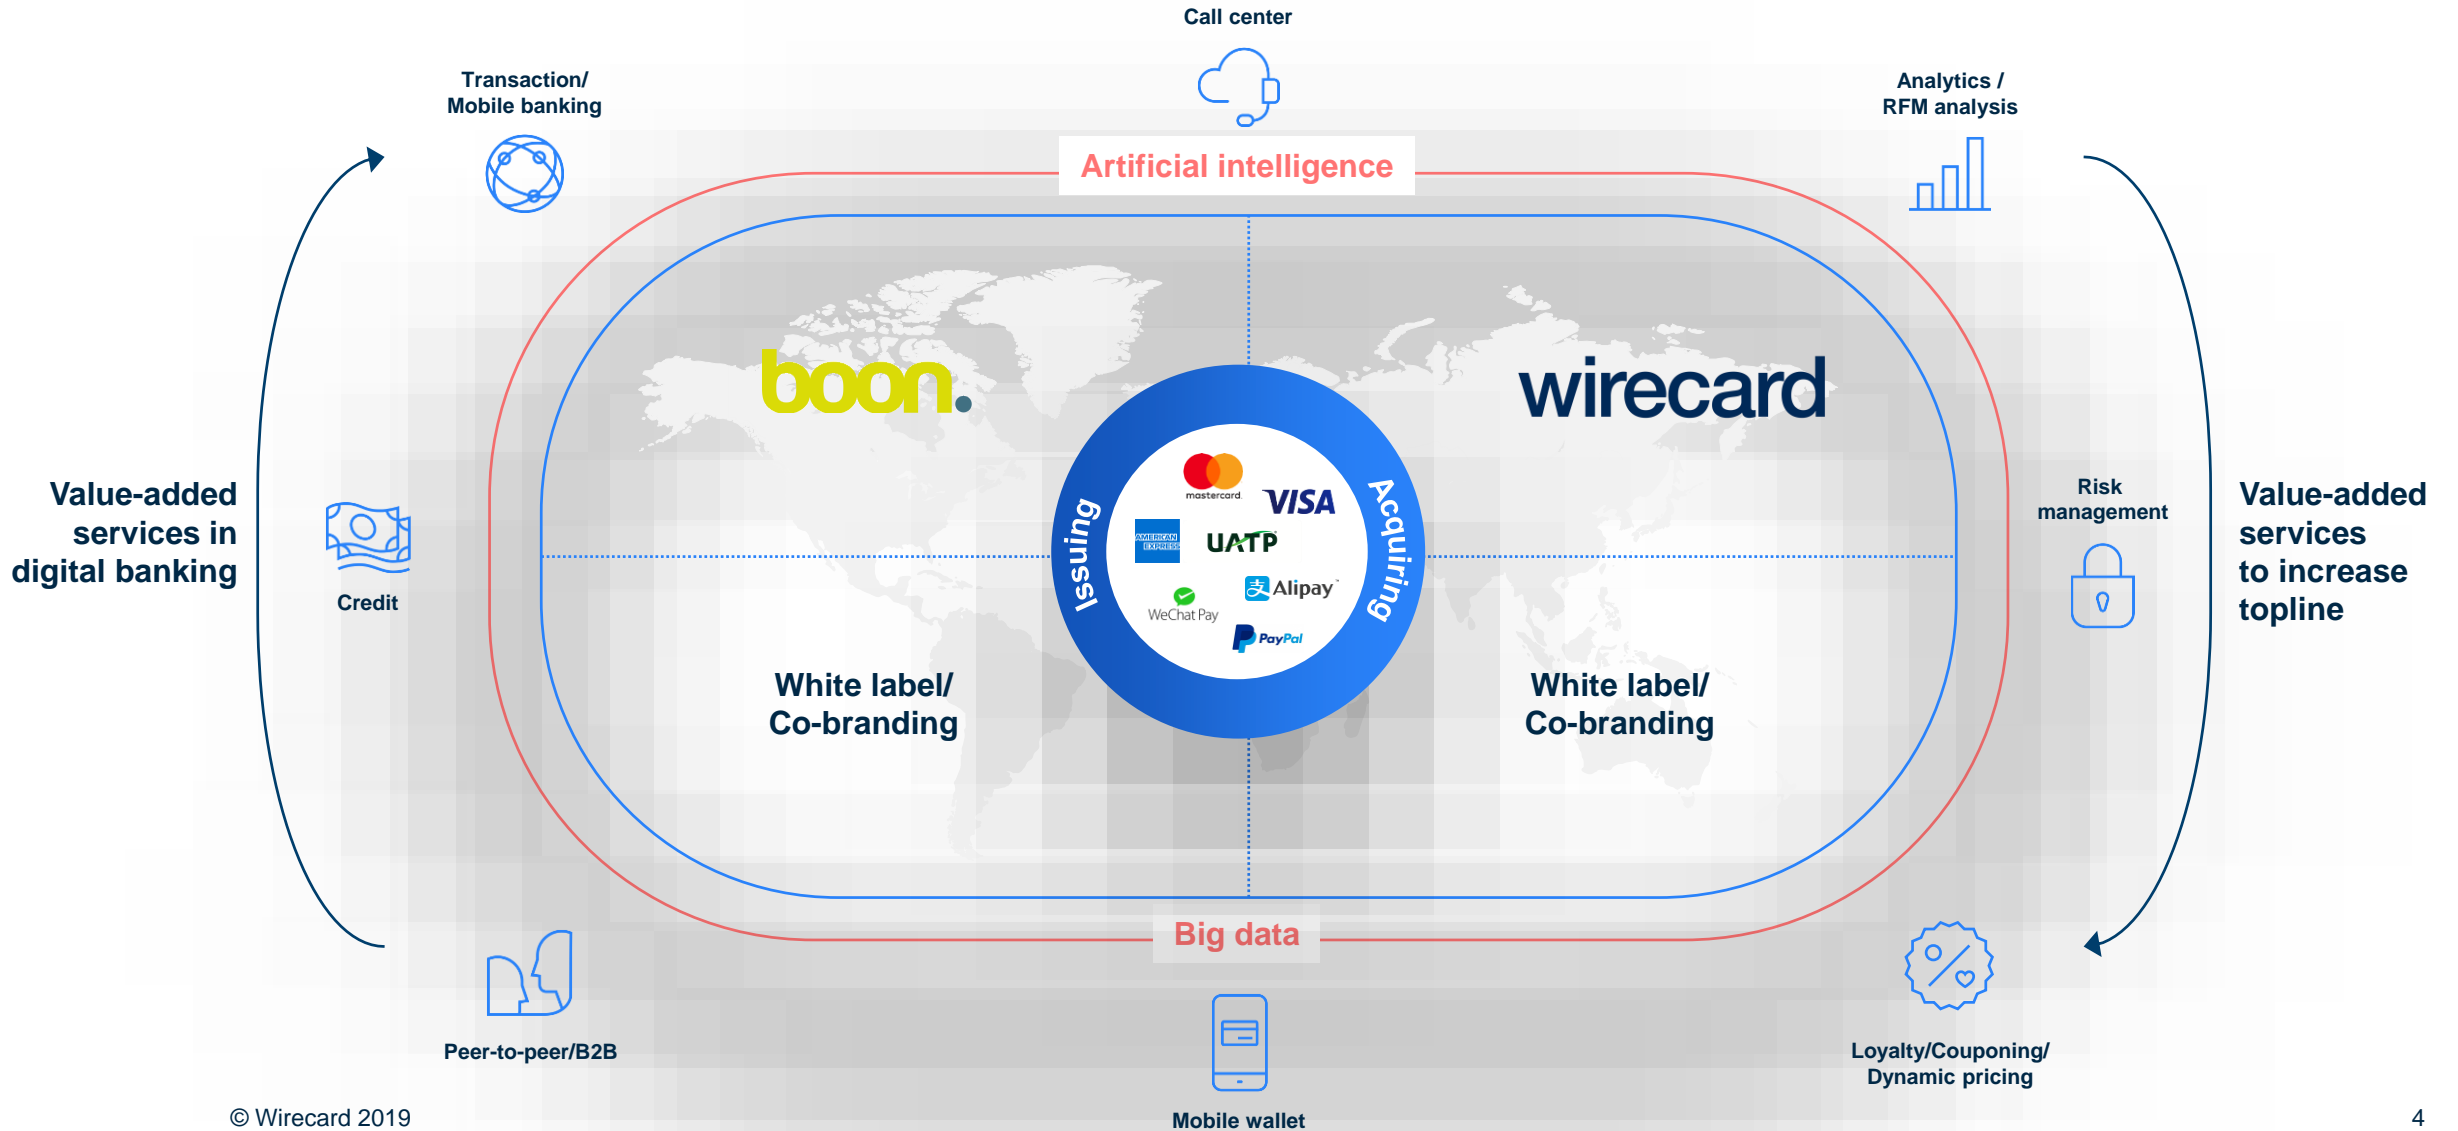 Call center
Transaction/
Mobile banking
Analytics /
RFM analysis
Artificial intelligence
boon.
wirecard
Value-added
services in
digital banking
Credit
Issuing
mastercard.
VISA
AMERICAN
EXPRESS
UATP
支 Alipay
WeChat Pay
PayPal
Acquiring
Risk
management
Value-added
services
to increase
topline
White label/
Co-branding
White label/
Co-branding
Big data
Peer-to-peer/B2B
Mobile wallet
Loyalty/Couponing/
Dynamic pricing
© Wirecard 2019
4